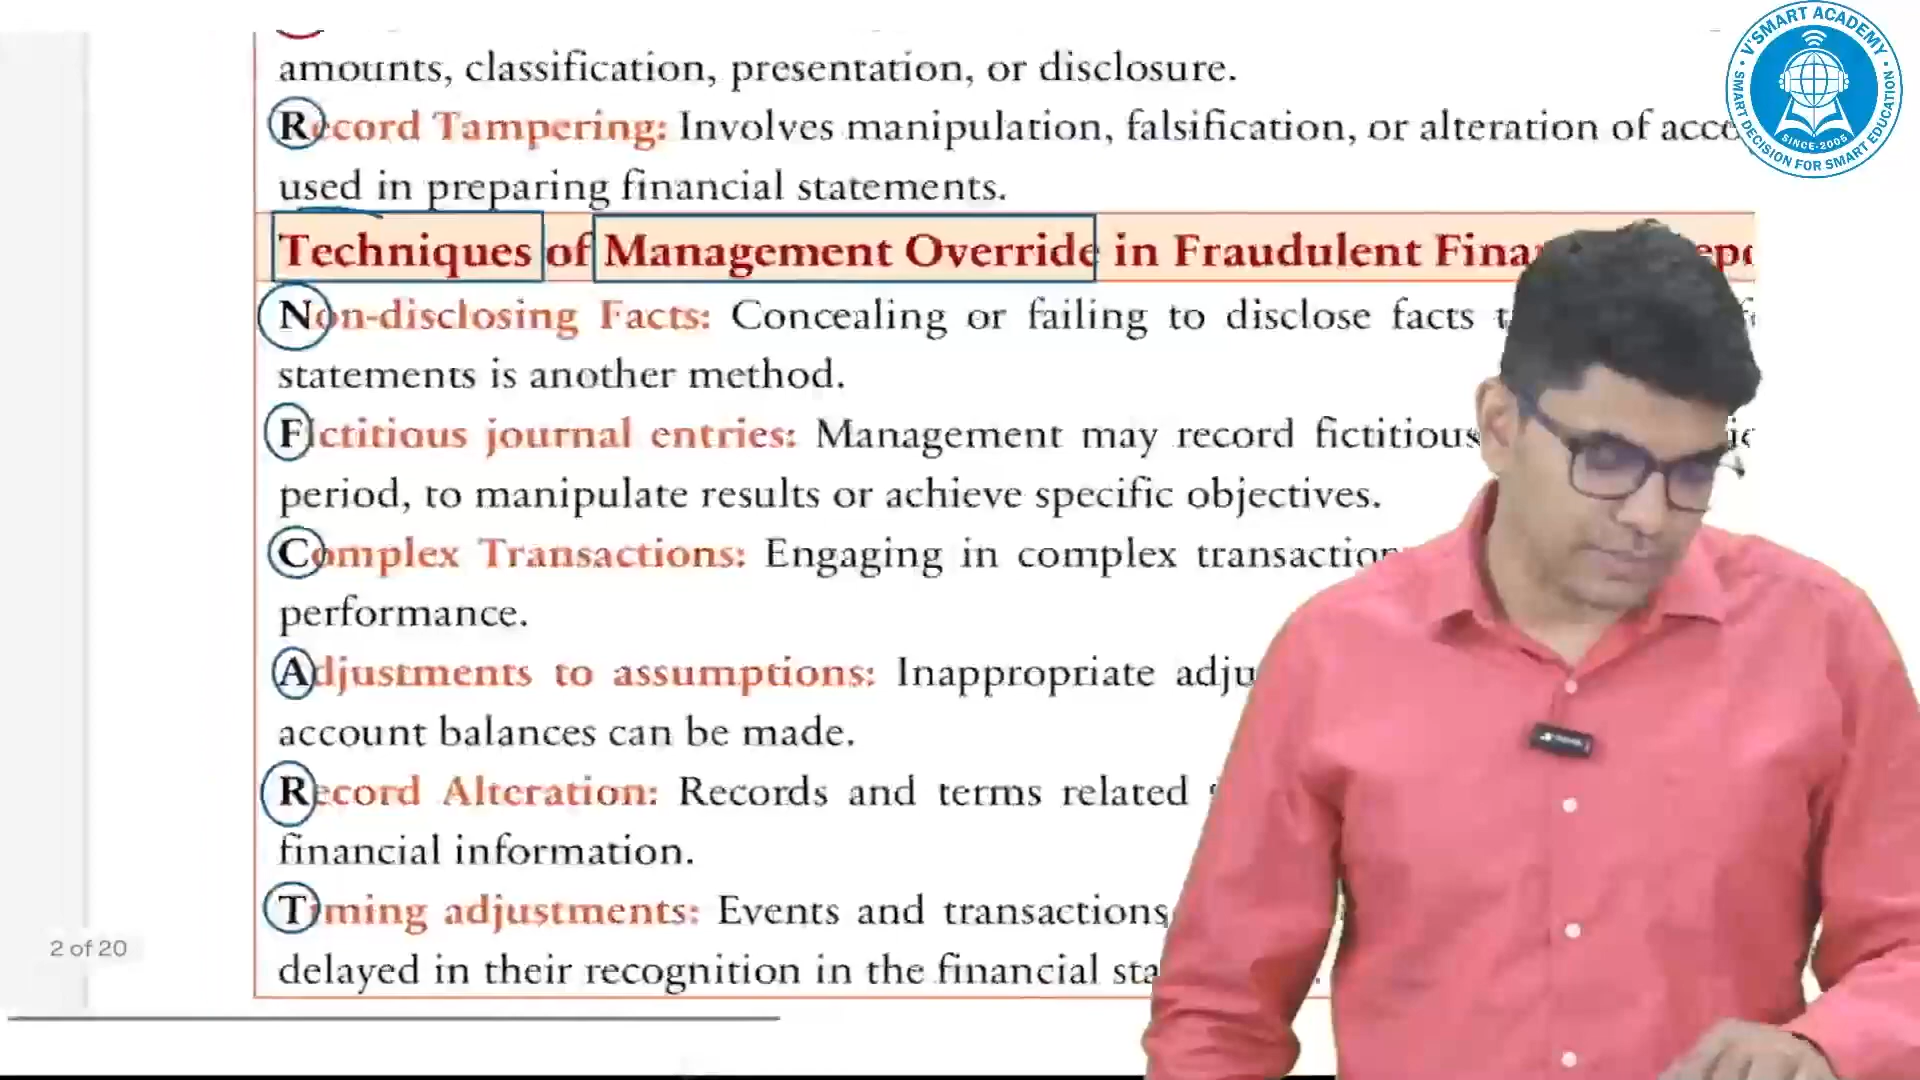 amounts, classification, presentation, or disclosure.
Record Tampering: Involves manipulation, falsification, or alteration of
used in preparing financial statements.
Techniques of Management Override in Fraudulent
Non-disclosing Facts: Concealing or failing to disclose facts
statements is another method.
Fictitious journal entries: Management may record fictitious
period, to manipulate results or achieve specific objectives.
Complex Transactions: Engaging in complex
performance.
Adjustments to assumptions: Inappropriate
account balances can be made.
Record Alteration: Records and terms related
financial information.
Timing adjustments: Events and transactions
delayed in their recognition in the financial
2 of 20
V'SMART ACADEMY
SINCE-2005
SMART DECISION FOR SMART EDUCATION